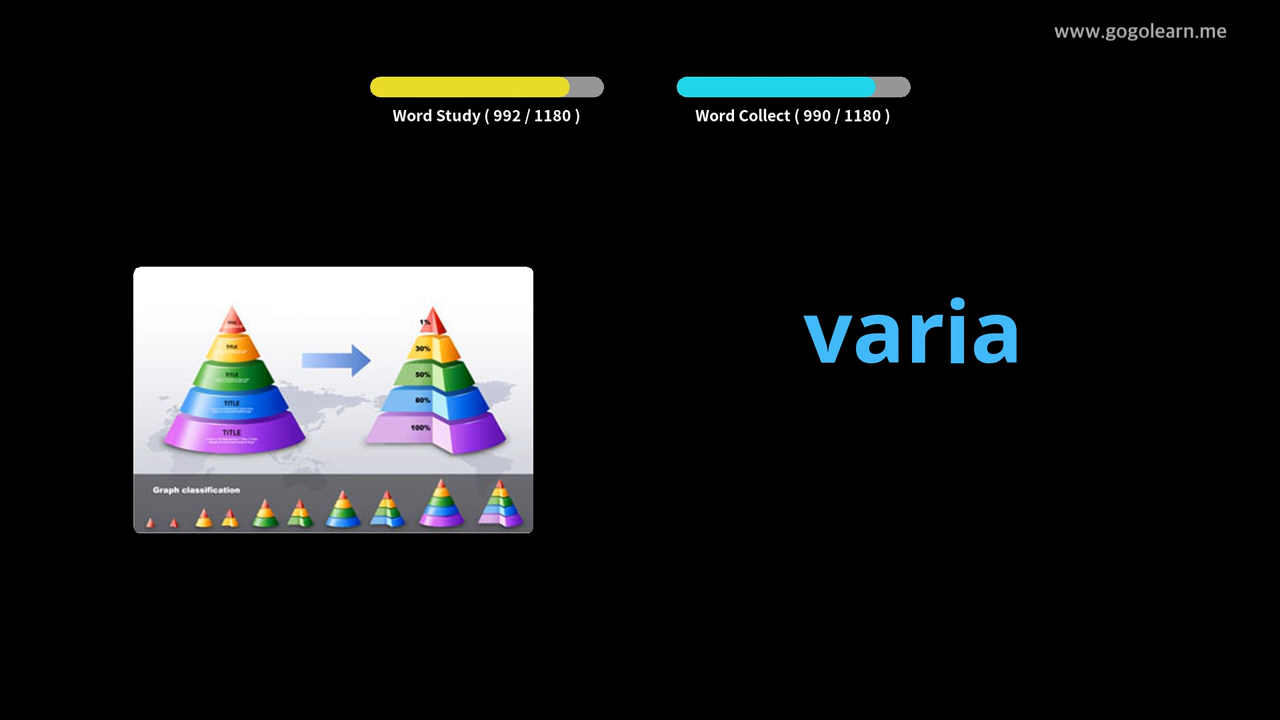 www.gogolearn.me
Word Study ( 992 / 1180 )
Word Collect ( 990 / 1180 )
varia
TITLE
TITLE
TITLE
TITLE
1%
30%
50%
80%
100%
Graph classification